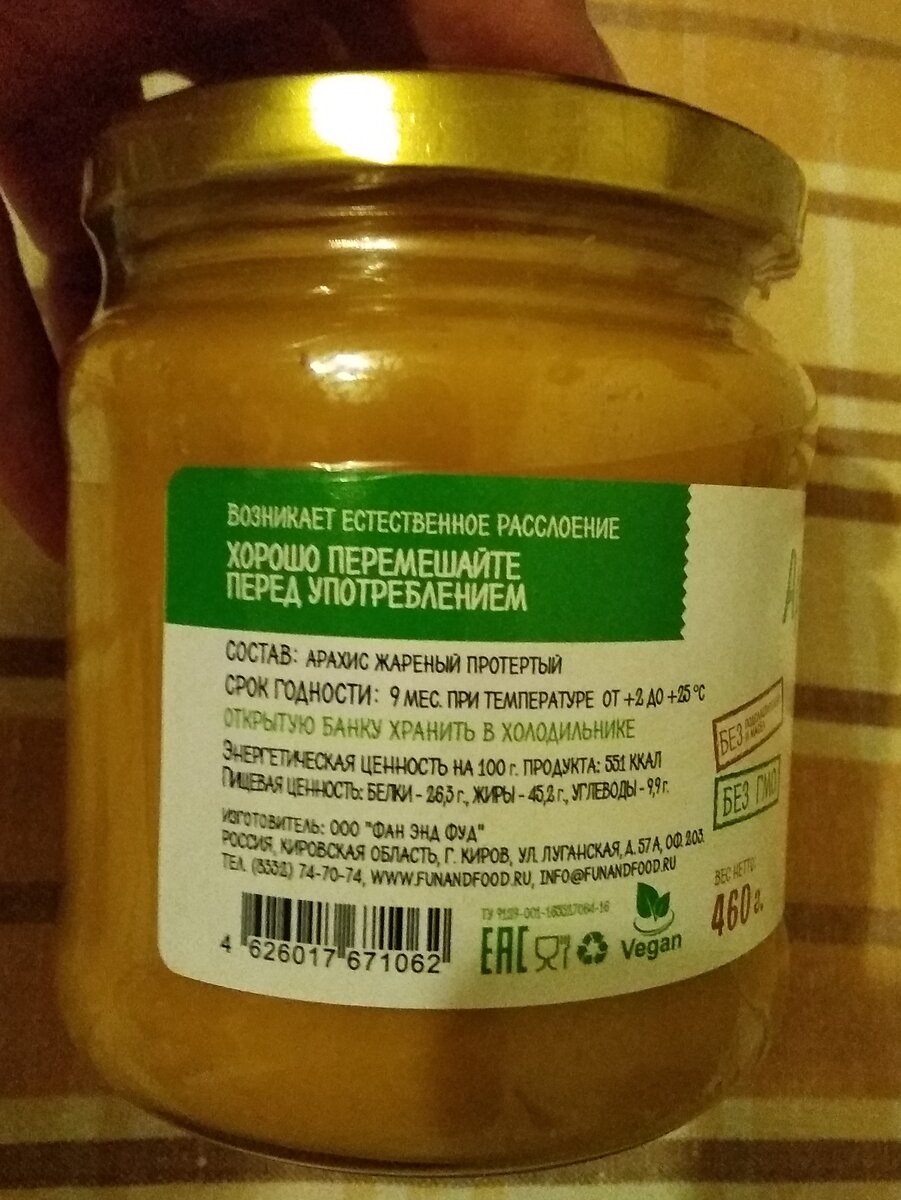 ВОЗНИКАЕТ ЕСТЕСТВЕННОЕ РАССЛОЕНИЕ
ХОРОШО ПЕРЕМЕШАЙТЕ
ПЕРЕД УПОТРЕБЛЕНИЕМ
СОСТАВ: АРАХИС ЖАРЕНЫЙ ПРОТЕРТЫЙ
СРОК ГОДНОСТИ: 9 МЕС. ПРИ ТЕМПЕРАТУРЕ ОТ +2 ДО +25 °С
ОТКРЫТУЮ БАНКУ ХРАНИТЬ В ХОЛОДИЛЬНИКЕ
ЭНЕРГЕТИЧЕСКАЯ ЦЕННОСТЬ НА 100 г. ПРОДУКТА: 551 ККАЛ
ПИЩЕВАЯ ЦЕННОСТЬ: БЕЛКИ - 26,3 г., ЖИРЫ - 45,2 г., УГЛЕВОДЫ - 9,9 г.
ИЗГОТОВИТЕЛЬ: ООО "ФАН ЭНД ФУД"
РОССИЯ, КИРОВСКАЯ ОБЛАСТЬ, Г. КИРОВ, УЛ. ЛУГАНСКАЯ, Д. 57 А, ОФ. 203.
ТЕЛ. (8332) 74-70-74, WWW.FUNANDFOOD.RU, INFO@FUNANDFOOD.RU
4 626017 671062
EAC
Vegan
БЕЗ
БЕЗ ГМО
ВЕС НЕТТО:
460 г.